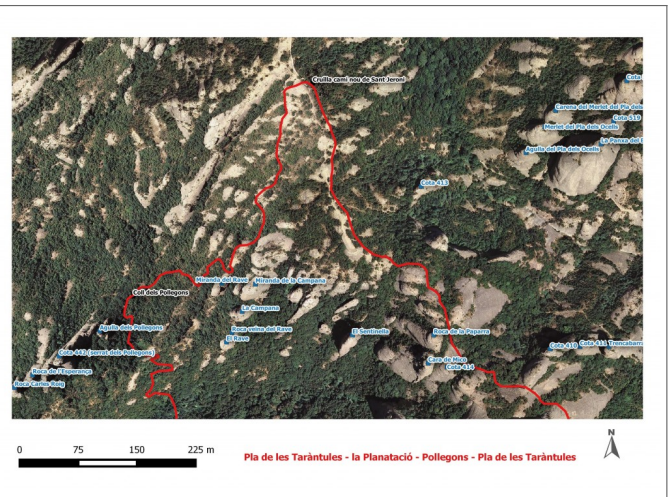 Cruïlla camí nou de Sant Jeroni
Cota
Carena del Merlet del Pla dels
Cota 519
Merlet del Pla dels Ocells
La Panxa del B
Agulla del Pla dels Ocells
Cota 413
Miranda del Rave
Miranda de la Campana
Coll dels Pollegons
La Campana
Agulla dels Pollegons
Roca veïna del Rave
El Rave
El Sentinella
Roca de la Paparra
Cota 410
Cota 411 Trencabarra
Cota 442 (serrat dels Pollegons)
Cara de Mico
Cota 414
Roca de l'Esperança
Roca Carles Roig
0 75 150 225 m
Pla de les Taràntules - la Planatació - Pollegons - Pla de les Taràntules
N